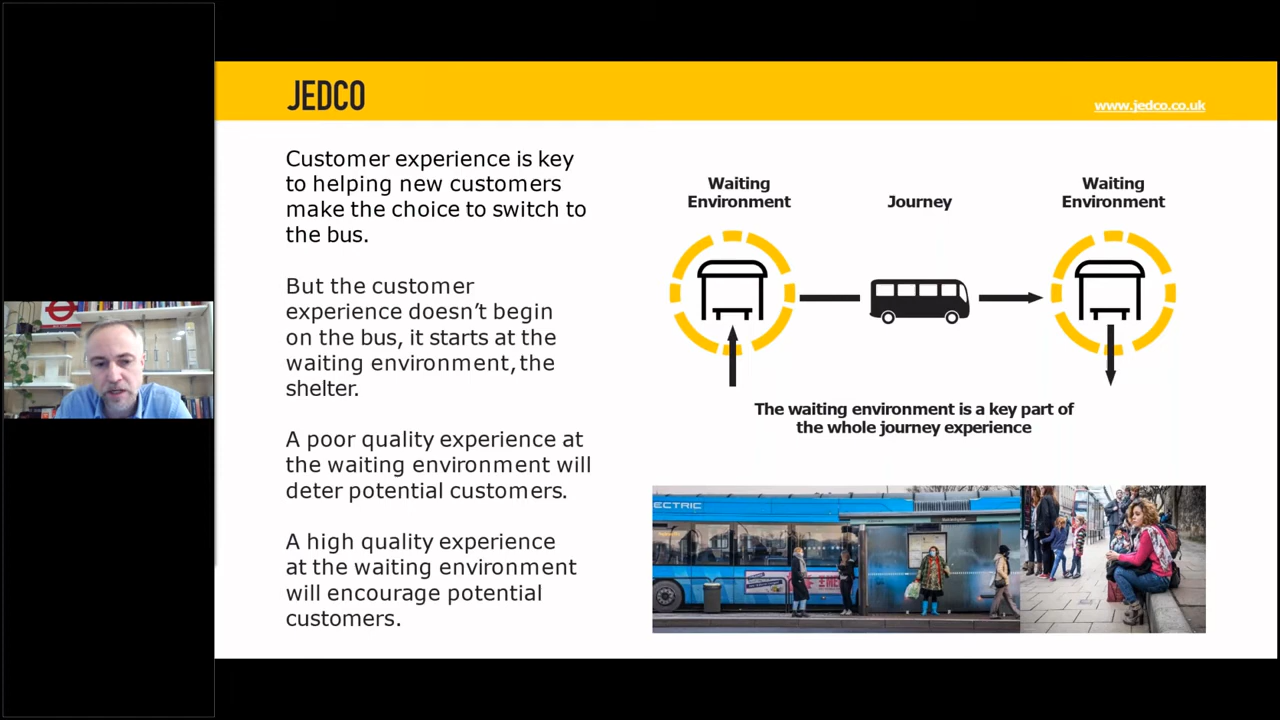 JEDCO
www.jedco.co.uk
Customer experience is key
to helping new customers
make the choice to switch to
the bus.
But the customer
experience doesn't begin
on the bus, it starts at the
waiting environment, the
shelter.
A poor quality experience at
the waiting environment will
deter potential customers.
A high quality experience
at the waiting environment
will encourage potential
customers.
Waiting
Environment
Journey
Waiting
Environment
The waiting environment is a key part of
the whole journey experience
ECTRIC